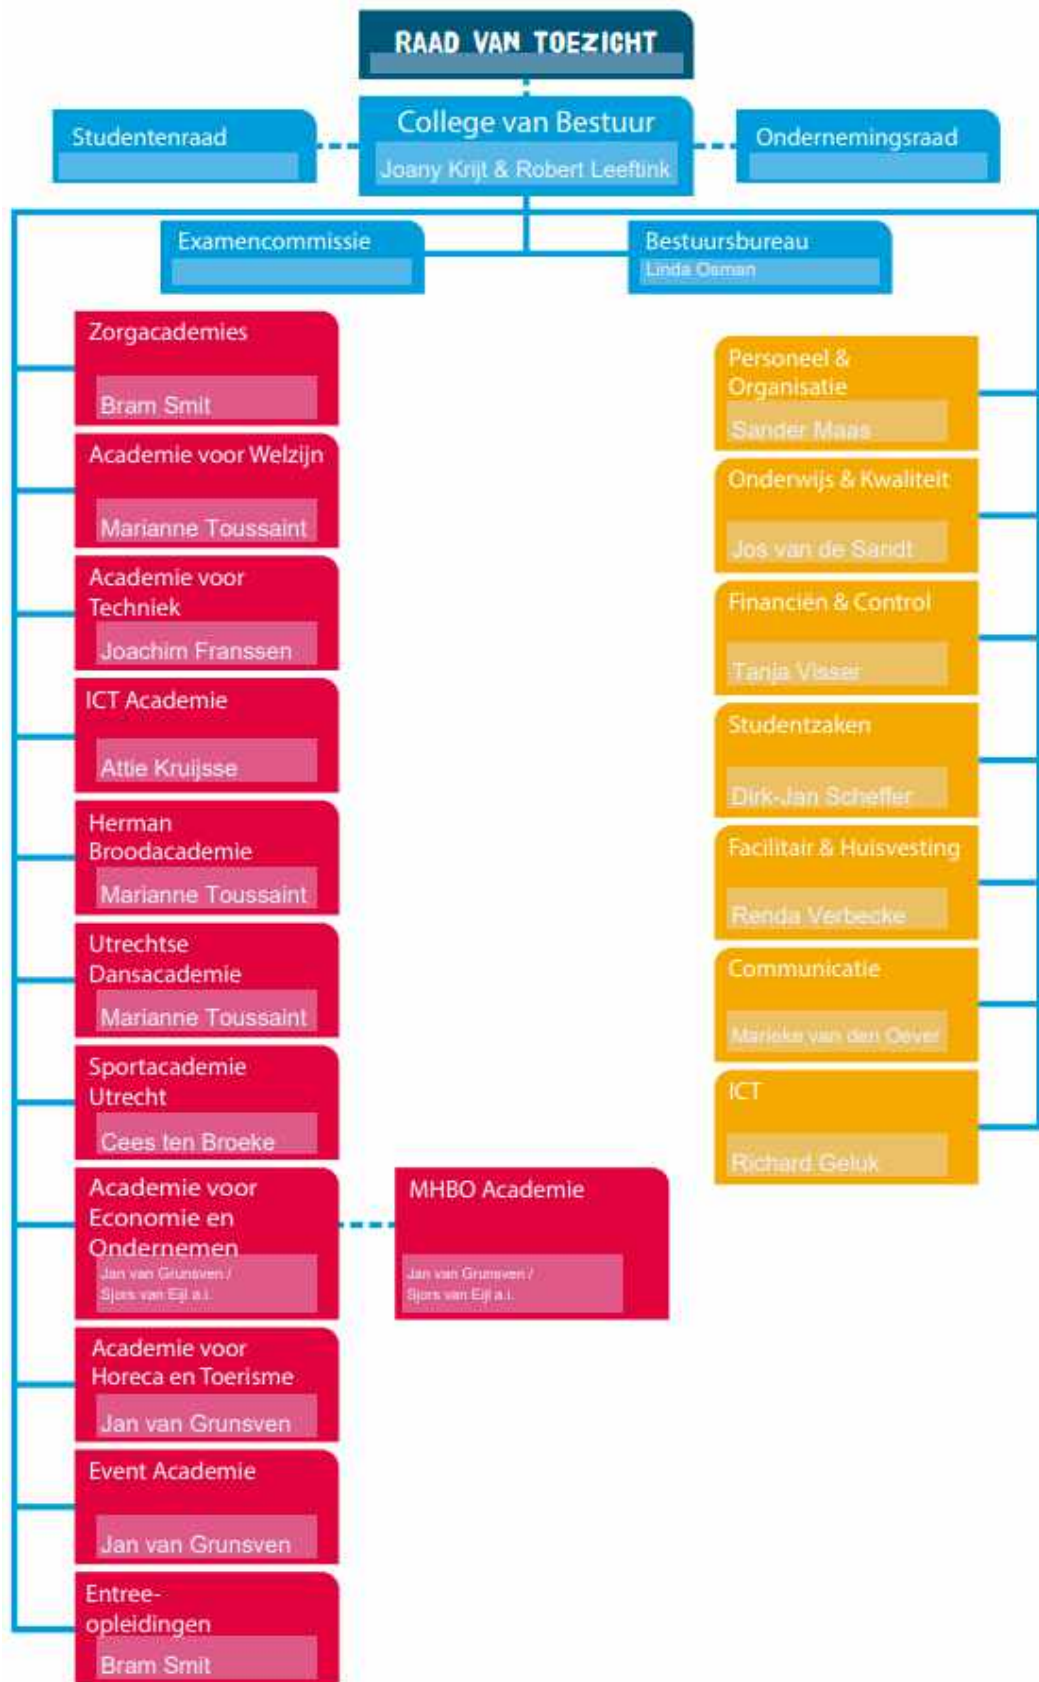 RAAD VAN TOEZICHT
College van Bestuur
Joany Krijt & Robert Leeftink
Studentenraad
Ondernemingsraad
Examencommissie
Bestuursbureau
Linda Osman
Zorgacademies
Bram Smit
Academie voor Welzijn
Marianne Toussaint
Academie voor
Techniek
Joachim Franssen
ICT Academie
Attie Kruijsse
Herman
Broodacademie
Marianne Toussaint
Utrechtse
Dansacademie
Marianne Toussaint
Sportacademie
Utrecht
Cees ten Broeke
Academie voor
Economie en
Ondernemen
Jan van Grunsven /
Sjors van Eijl a.i.
MHBO Academie
Jan van Grunsven /
Sjors van Eijl a.i.
Academie voor
Horeca en Toerisme
Jan van Grunsven
Event Academie
Jan van Grunsven
Entree-
opleidingen
Bram Smit
Personeel &
Organisatie
Sander Maas
Onderwijs & Kwaliteit
Jos van de Sandt
Financiën & Control
Tanja Visser
Studentzaken
Dirk-Jan Scheffer
Facilitair & Huisvesting
Renda Verbecke
Communicatie
Marieke van den Oever
ICT
Richard Geluk